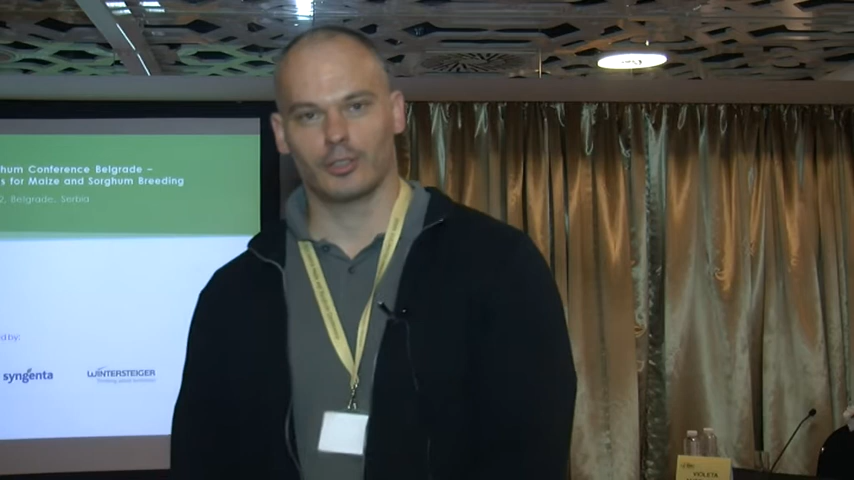 hum Conference Belgrade –
s for Maize and Sorghum Breeding
2, Belgrade, Serbia
d by:
syngenta
WINTERSTEIGER
VIOLETA